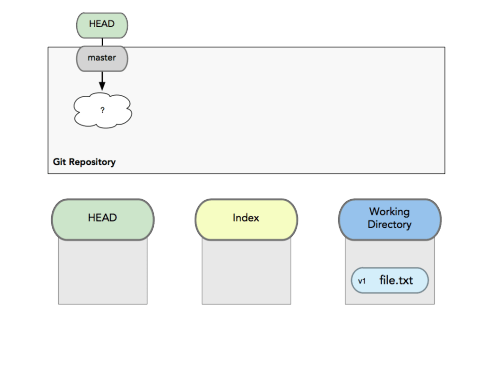 HEAD
master
?
Git Repository
HEAD
Index
Working
Directory
v1 file.txt